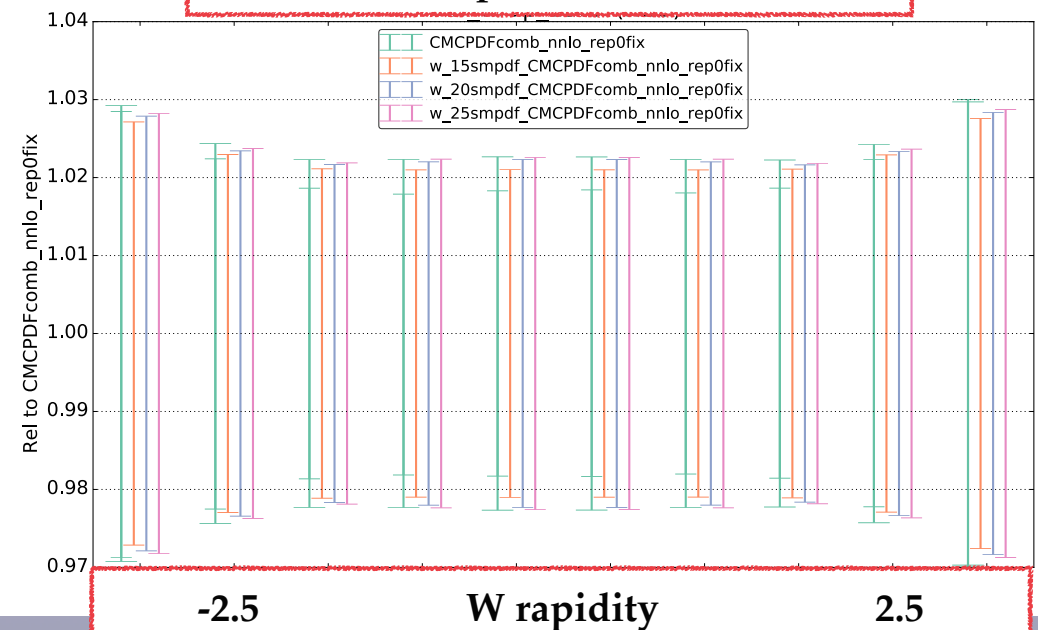 1.04
CMCPDFcomb_nnlo_rep0fix
w_15smpdf_CMCPDFcomb_nnlo_rep0fix
w_20smpdf_CMCPDFcomb_nnlo_rep0fix
w_25smpdf_CMCPDFcomb_nnlo_rep0fix
1.03
1.02
1.01
1.00
0.99
0.98
0.97
Rel to CMCPDFcomb_nnlo_rep0fix
-2.5 W rapidity 2.5